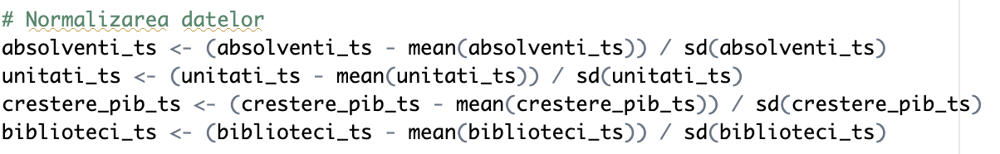 # Normalizarea datelor
absolventi_ts <- (absolventi_ts - mean(absolventi_ts)) / sd(absolventi_ts)
unitati_ts <- (unitati_ts - mean(unitati_ts)) / sd(unitati_ts)
crestere_pib_ts <- (crestere_pib_ts - mean(crestere_pib_ts)) / sd(crestere_pib_ts)
biblioteci_ts <- (biblioteci_ts - mean(biblioteci_ts)) / sd(biblioteci_ts)